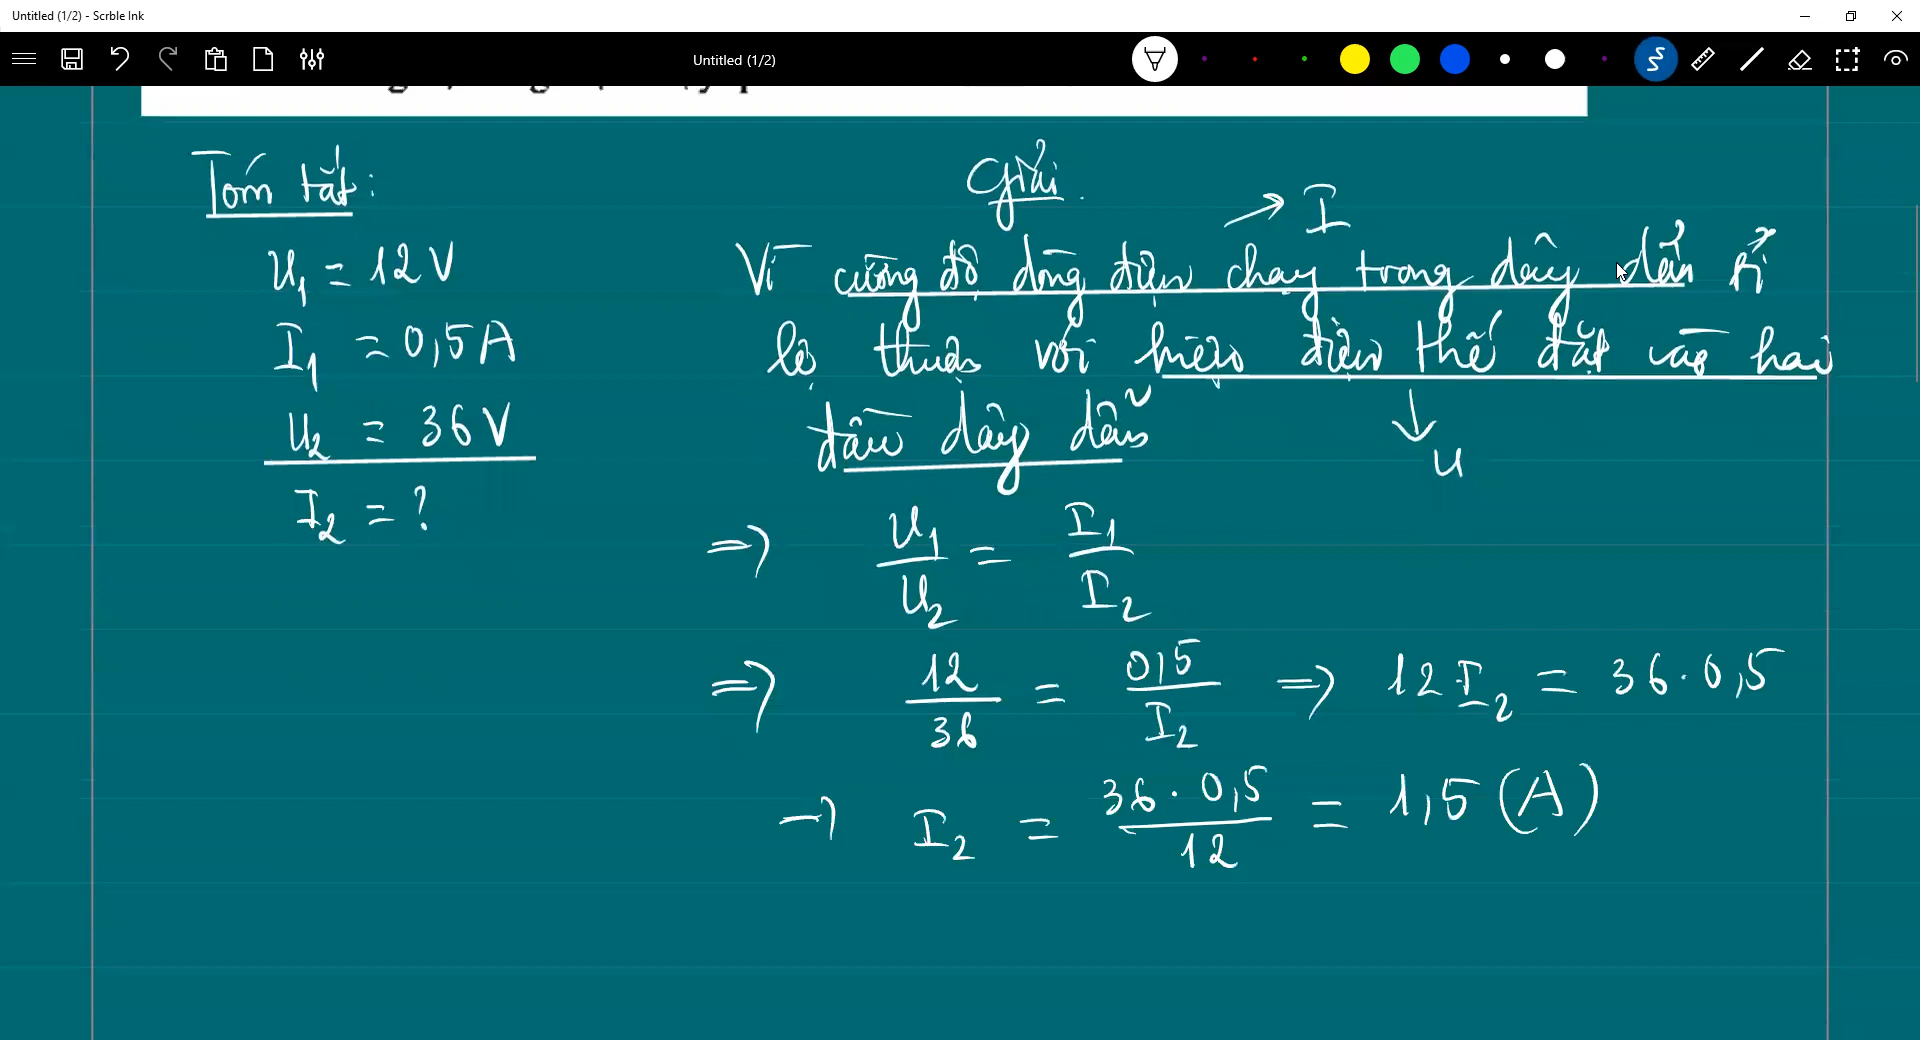 Untitled (1/2) - Scrble Ink
Untitled (1/2)
Tóm tắt:
U₁ = 12V
I₁ = 0,5A
U₂ = 36V
I₂ = ?
Giải.
→ I
Vì cường độ dòng điện chạy trong dây dẫn tỉ
lệ thuận với hiệu điện thế đặt vào hai
đầu dây dẫn
↓
U
=> U₁/U₂ = I₁/I₂
=> 12/36 = 0,5/I₂ => 12I₂ = 36.0,5
→ I₂ = 36.0,5/12 = 1,5 (A)